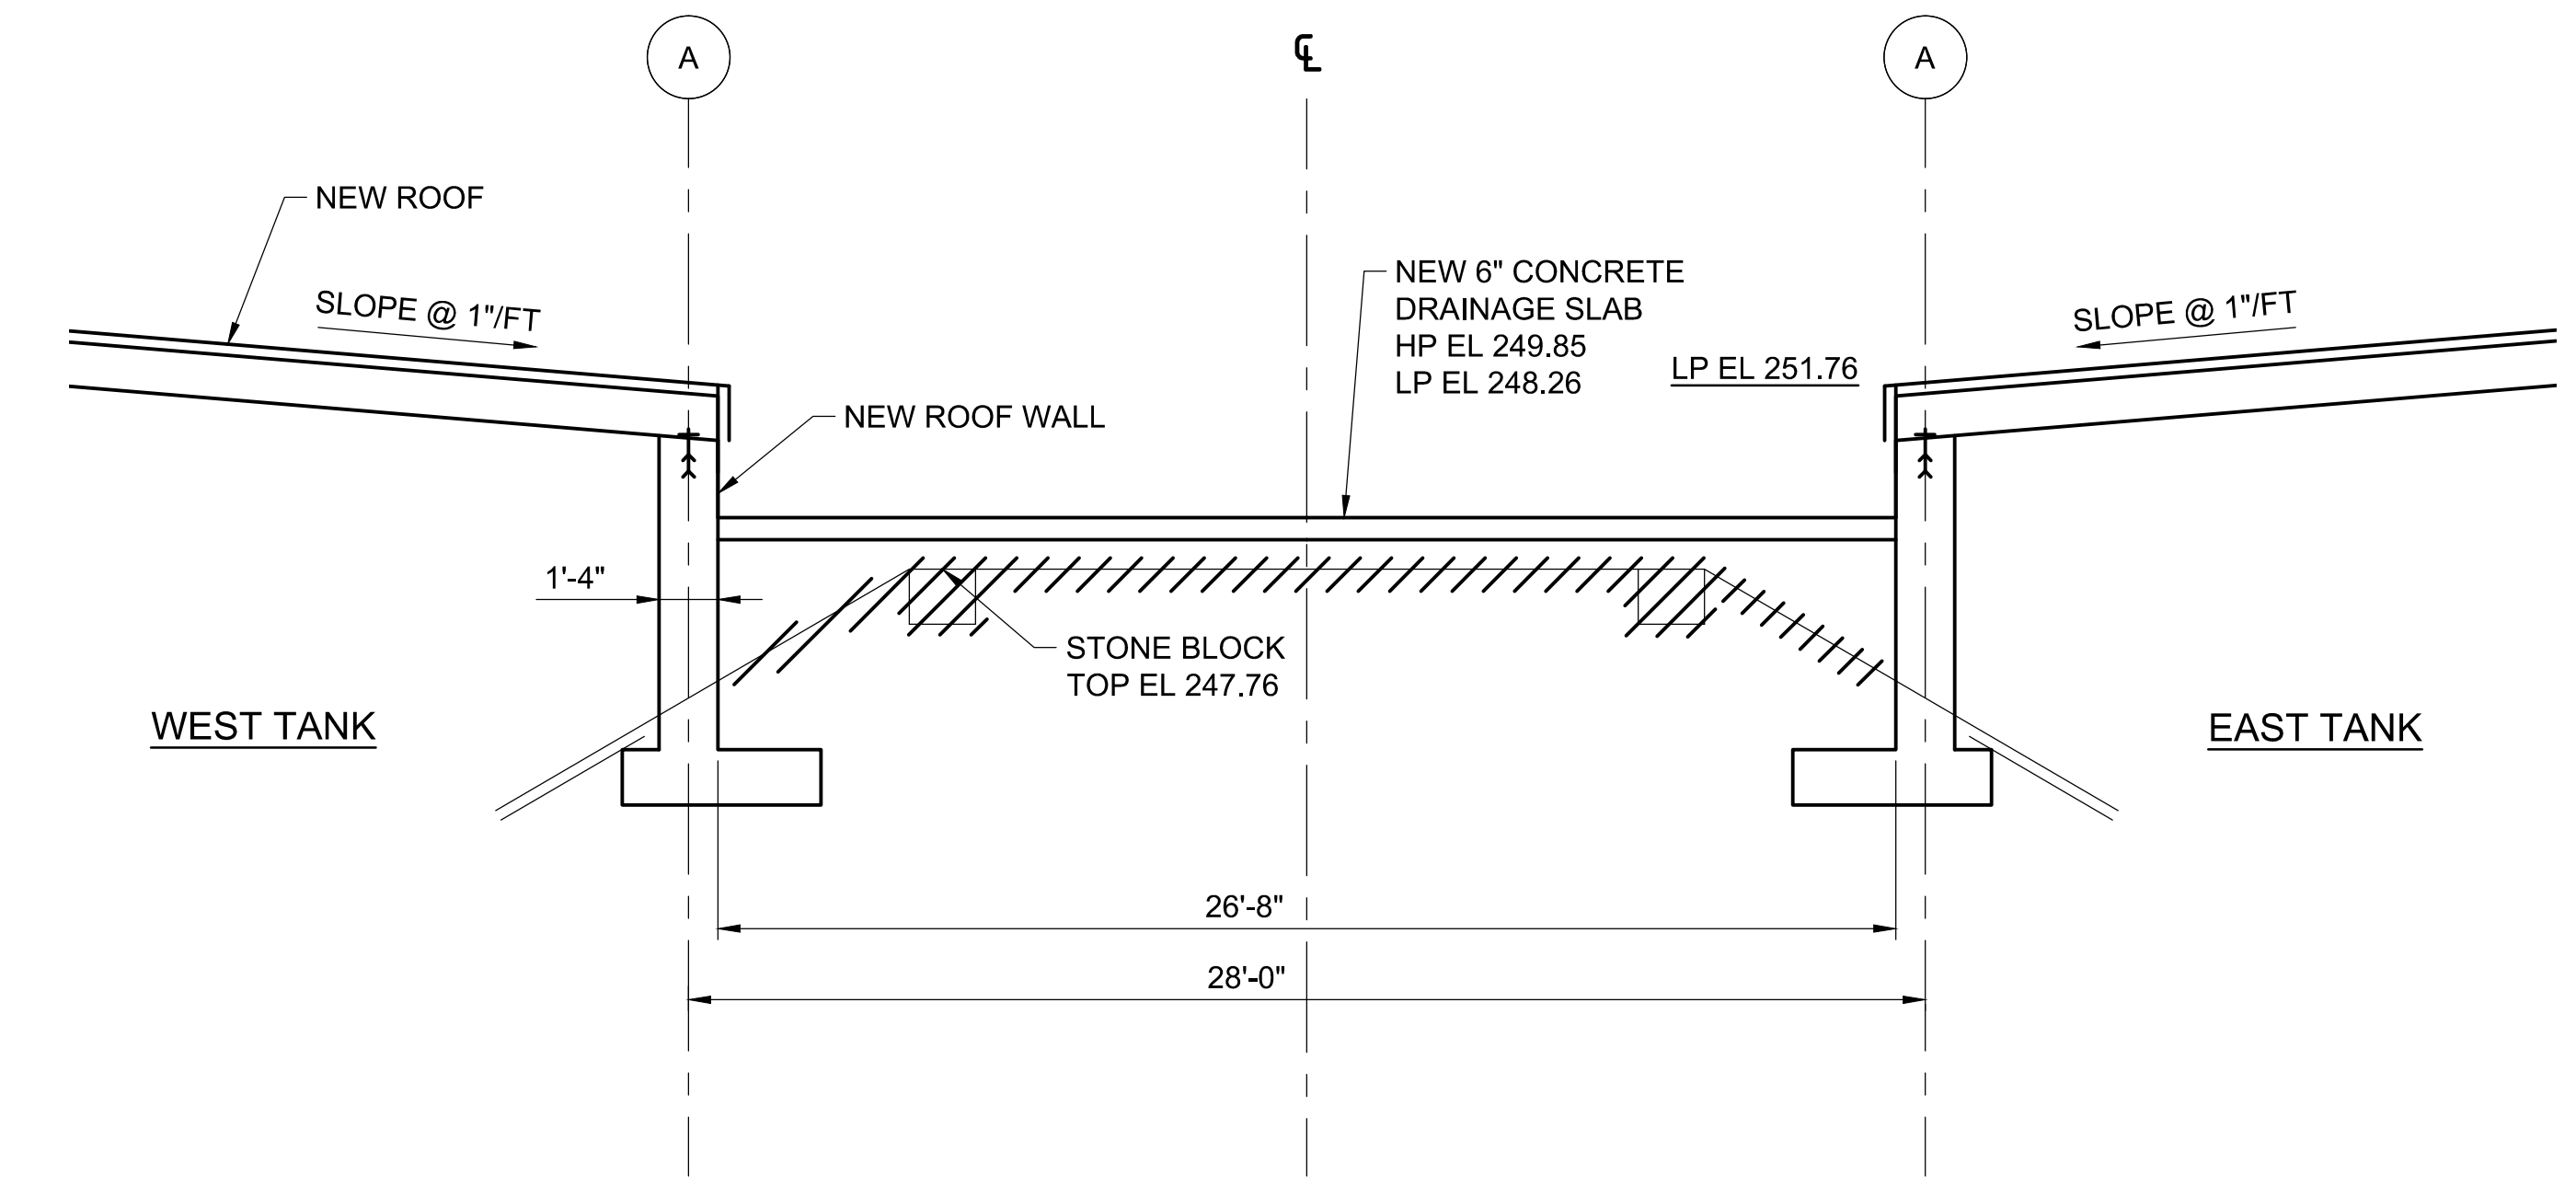 A
℄
A
NEW ROOF
SLOPE @ 1"/FT
NEW 6" CONCRETE
DRAINAGE SLAB
HP EL 249.85
LP EL 248.26
LP EL 251.76
SLOPE @ 1"/FT
NEW ROOF WALL
1'-4"
STONE BLOCK
TOP EL 247.76
WEST TANK
EAST TANK
26'-8"
28'-0"